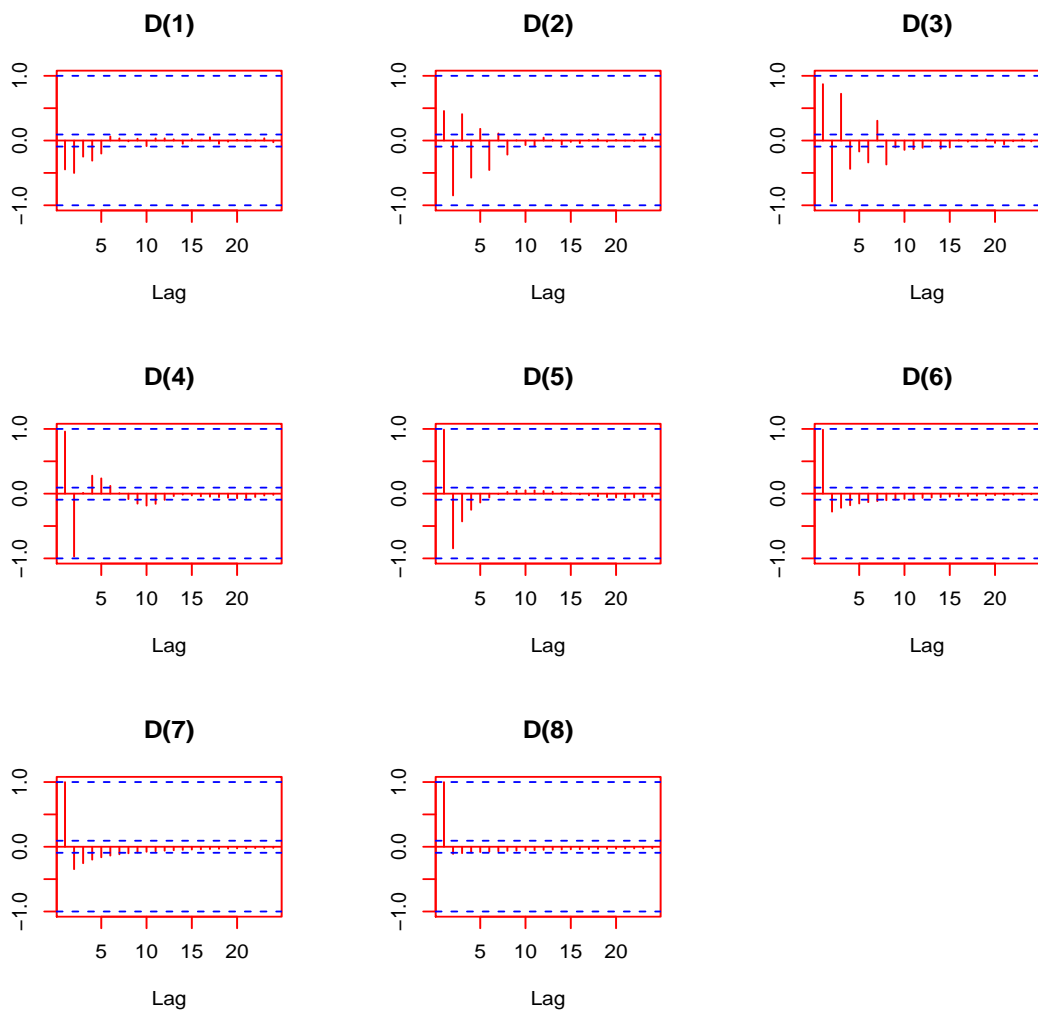 D(1) D(2) D(3)
1.0 0.0 −1.0 1.0 0.0 −1.0 1.0 0.0 −1.0
5 10 15 20 5 10 15 20 5 10 15 20
Lag Lag Lag
D(4) D(5) D(6)
1.0 0.0 −1.0 1.0 0.0 −1.0 1.0 0.0 −1.0
5 10 15 20 5 10 15 20 5 10 15 20
Lag Lag Lag
D(7) D(8)
1.0 0.0 −1.0 1.0 0.0 −1.0
5 10 15 20 5 10 15 20
Lag Lag